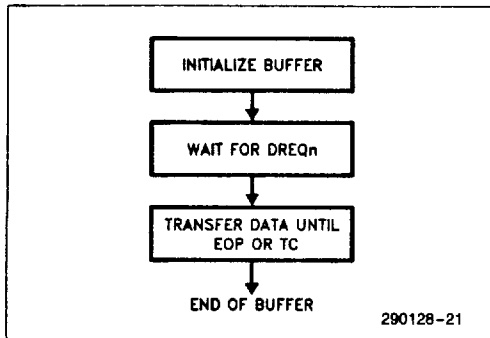 INITIALIZE BUFFER
WAIT FOR DREQn
TRANSFER DATA UNTIL
EOP OR TC
END OF BUFFER
290128-21